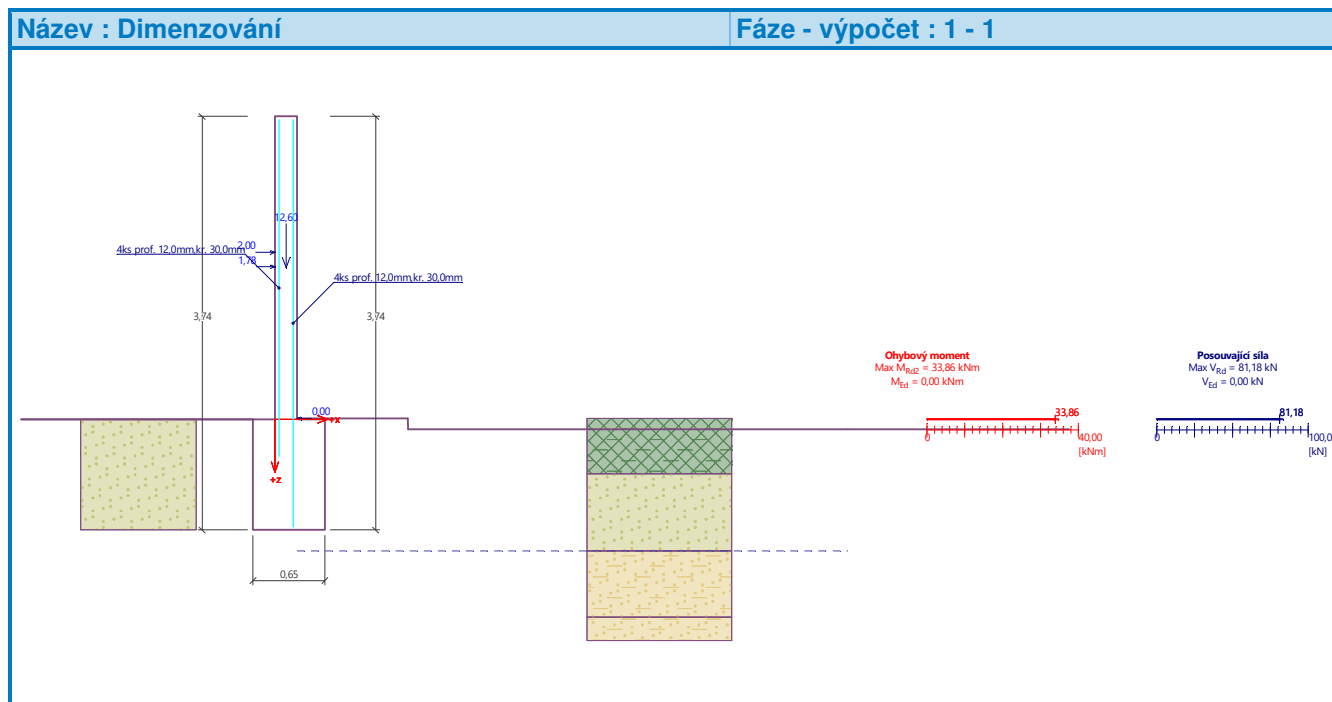 Název : Dimenzování
Fáze - výpočet : 1 - 1
12,60
4ks prof. 12,0mm,kr. 30,0mm
2,00
1,78
4ks prof. 12,0mm,kr. 30,0mm
3,74
3,74
Ohybový moment
Max MRd2 = 33,86 kNm
MEd = 0,00 kNm
Posouvající síla
Max VRd = 81,18 kN
VEd = 0,00 kN
0,00
+x
33,86
81,18
0
40,00
[kNm]
0
100,0
[kN]
+z
0,65